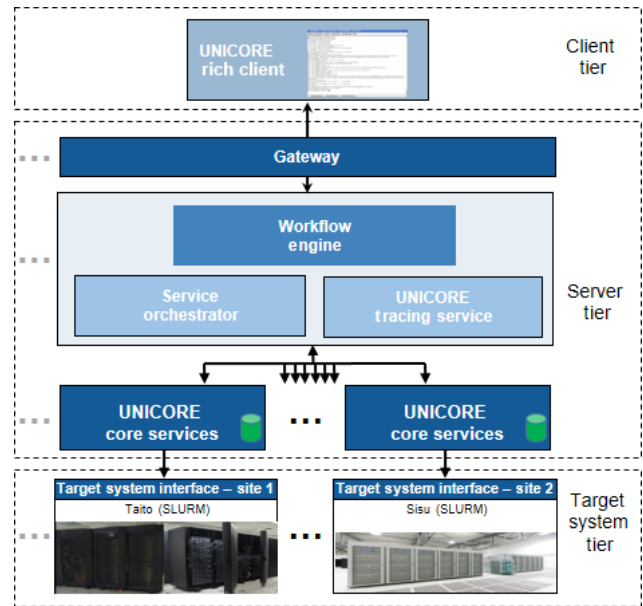 UNICORE
rich client
Client
tier
Gateway
Workflow
engine
Service
orchestrator
UNICORE
tracing service
Server
tier
UNICORE
core services
...
UNICORE
core services
Target system interface – site 1
Taito (SLURM)
...
Target system interface – site 2
Sisu (SLURM)
Target
system
tier